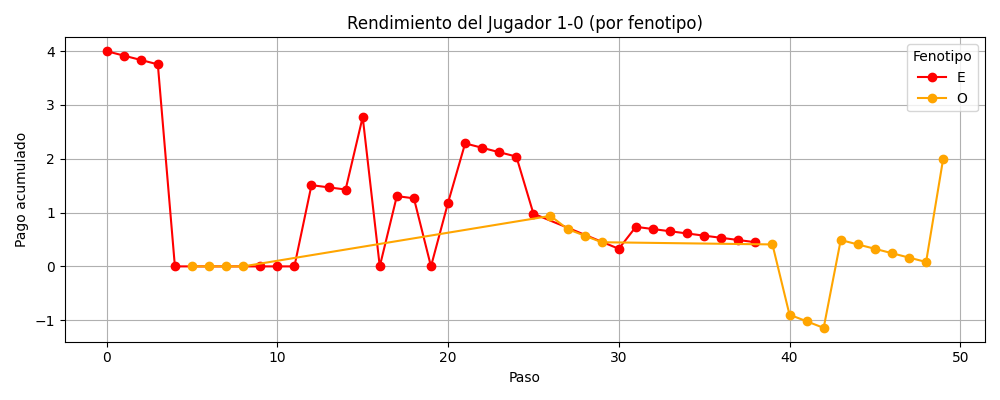 Rendimiento del Jugador 1-0 (por fenotipo)
Pago acumulado
4
3
2
1
0
−1
Fenotipo
E
O
0
10
20
30
40
50
Paso